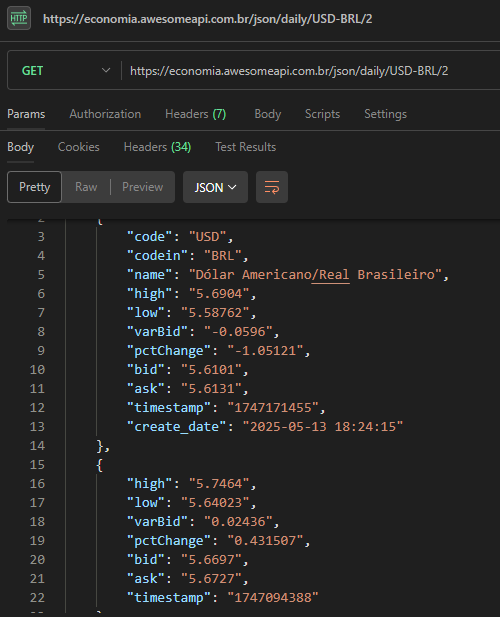 HTTP https://economia.awesomeapi.com.br/json/daily/USD-BRL/2
GET https://economia.awesomeapi.com.br/json/daily/USD-BRL/2
Params Authorization Headers (7) Body Scripts Settings
Body Cookies Headers (34) Test Results
Pretty Raw Preview JSON
2 {
3 "code": "USD",
4 "codein": "BRL",
5 "name": "Dólar Americano/Real Brasileiro",
6 "high": "5.6904",
7 "low": "5.58762",
8 "varBid": "-0.0596",
9 "pctChange": "-1.05121",
10 "bid": "5.6101",
11 "ask": "5.6131",
12 "timestamp": "1747171455",
13 "create_date": "2025-05-13 18:24:15"
14 },
15 {
16 "high": "5.7464",
17 "low": "5.64023",
18 "varBid": "0.02436",
19 "pctChange": "0.431507",
20 "bid": "5.6697",
21 "ask": "5.6727",
22 "timestamp": "1747094388"